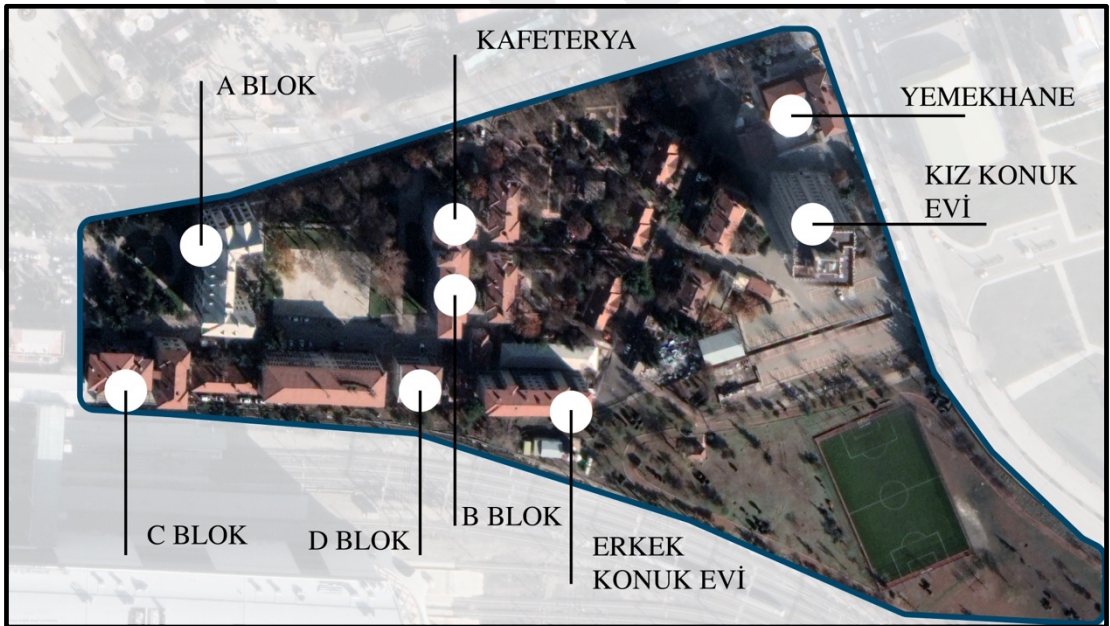 KAFETERYA
A BLOK
YEMEKHANE
KIZ KONUK
EVİ
C BLOK
D BLOK
B BLOK
ERKEK
KONUK EVİ